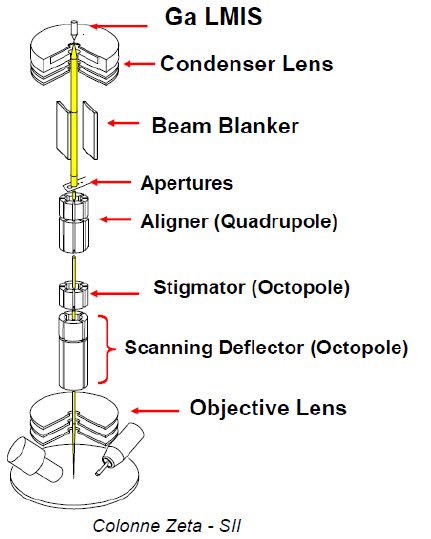 Ga LMIS
Condenser Lens
Beam Blanker
Apertures
Aligner (Quadrupole)
Stigmator (Octopole)
Scanning Deflector (Octopole)
Objective Lens
Colonne Zeta - SII